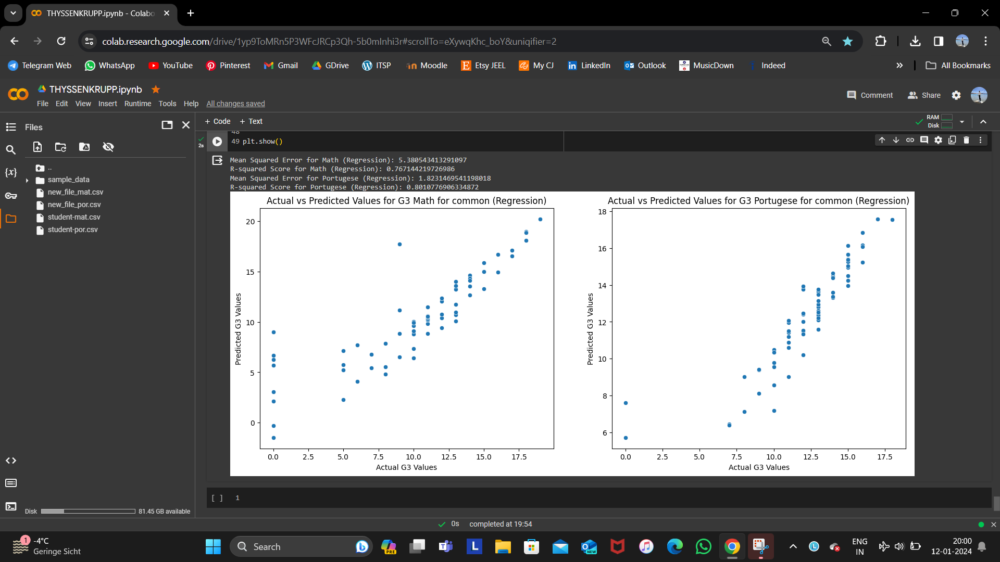 THYSSENKRUPP.ipynb - Colabo
colab.research.google.com/drive/1yp9ToMRn5P3WFcJRCp3Qh-5b0mInhi3r#scrollTo=eXywqKhc_boY&uniqifier=2
Telegram Web WhatsApp YouTube Pinterest Gmail GDrive ITSP Moodle Etsy JEEL My CJ LinkedIn Outlook MusicDown Indeed All Bookmarks
THYSSENKRUPP.ipynb
File Edit View Insert Runtime Tools Help All changes saved
Comment Share
Files
+ Code + Text
RAM
Disk
..
sample_data
new_file_mat.csv
new_file_por.csv
student-mat.csv
student-por.csv
Disk 81.45 GB available
2s
48
49 plt.show()
Mean Squared Error for Math (Regression): 5.380543413291097
R-squared Score for Math (Regression): 0.767144219726986
Mean Squared Error for Portugese (Regression): 1.8231469541198018
R-squared Score for Portugese (Regression): 0.8010776906334872
Actual vs Predicted Values for G3 Math for common (Regression)
20
15
10
5
0
Predicted G3 Values
0.0 2.5 5.0 7.5 10.0 12.5 15.0 17.5
Actual G3 Values
Actual vs Predicted Values for G3 Portugese for common (Regression)
18
16
14
12
10
8
6
Predicted G3 Values
0.0 2.5 5.0 7.5 10.0 12.5 15.0 17.5
Actual G3 Values
[ ] 1
0s completed at 19:54
1
-4°C
Geringe Sicht
Search
PRE
L
NEW
L
ENG
IN
20:00
12-01-2024